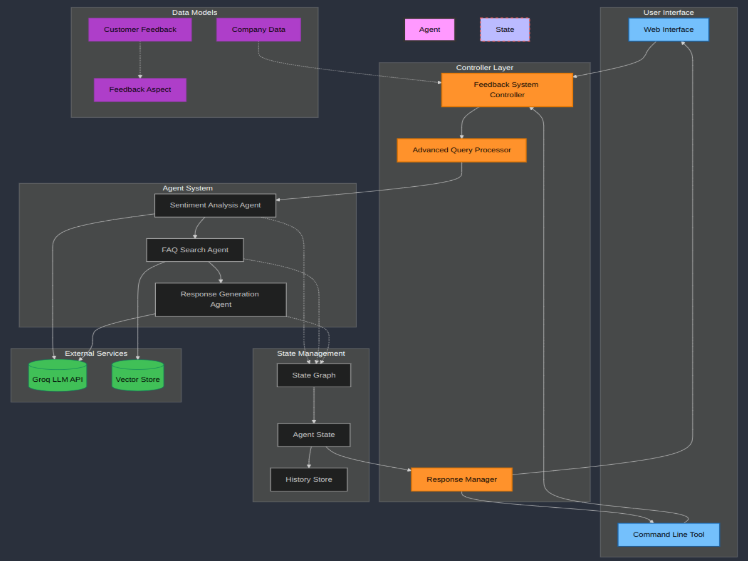 Data Models
User Interface
Customer Feedback
Company Data
Agent
State
Web Interface
Controller Layer
Feedback Aspect
Feedback System
Controller
Advanced Query Processor
Agent System
Sentiment Analysis Agent
FAQ Search Agent
Response Generation
Agent
External Services
State Management
Groq LLM API
Vector Store
State Graph
Agent State
History Store
Response Manager
Command Line Tool